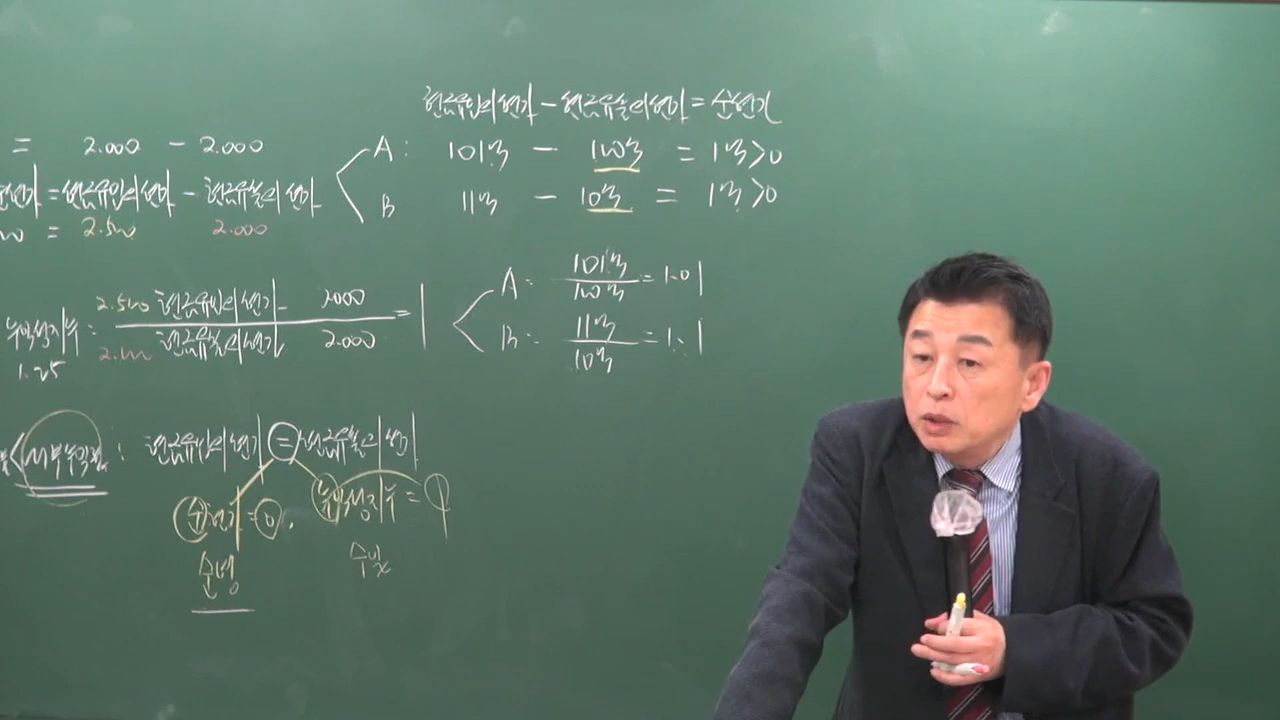 현금유입의 현가 - 현금유출의 현가 = 순현가
= 2.000 - 2.000
A : 101억 - 100억 = 1억 > 0
현가 = 현금유입의 현가 - 현금유출의 현가
B 11억 - 10억 = 1억 > 0
= 2.500 2.000
A = 101억 / 100억 = 1.01
수익성지수 : 2.500 현금유입의 현가 / 2.000 현금유출의 현가 = 2000 / 2.000 = 1
B = 11억 / 10억 = 1.1
1.25
내부수익률 : 현금유입의 현가 = 현금유출의 현가
순현가 = 0. 수익성지수 = 1
순영
수일